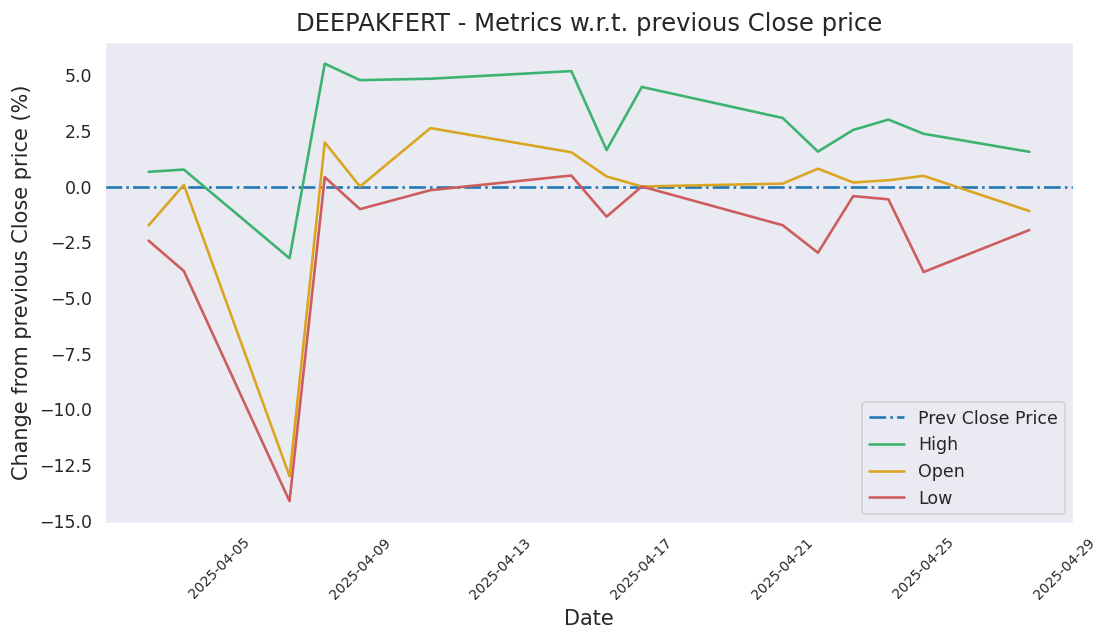 DEEPAKFERT - Metrics w.r.t. previous Close price
Change from previous Close price (%)
5.0
2.5
0.0
−2.5
−5.0
−7.5
−10.0
−12.5
−15.0
Prev Close Price
High
Open
Low
2025-04-05
2025-04-09
2025-04-13
2025-04-17
2025-04-21
2025-04-25
2025-04-29
Date